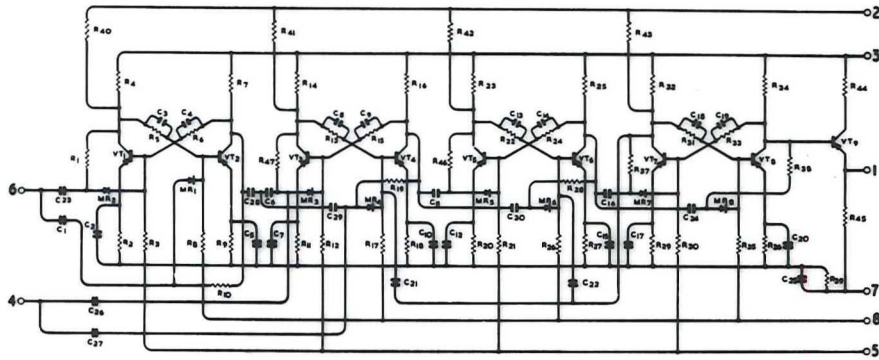 2
R40 R41 R42 R43
3
R4 R7 R14 R16 R23 R25 R32 R34 R44
C3 C4 C8 C9 C13 C14 C18 C19
R5 R6 R13 R15 R22 R24 R31 R33
R1 VT1 VT2 R47 VT3 VT4 R46 VT5 VT6 R37 VT7 VT8 R38 VT9
1
6 C23 MR2 MR1 C28 C6 MR3 R19 C11 MR5 R28 C16 MR7
C1 C2 C29 MR4 C30 MR6 C24 MR8
R2 R3 R8 R9 C5 C7 R11 R12 R17 R18 C10 C12 R20 R21 R26 R27 C15 C17 R29 R30 R35 R36 C20 R45
R10 C21 C22 C25 R39 7
4 C26
C27 8
5